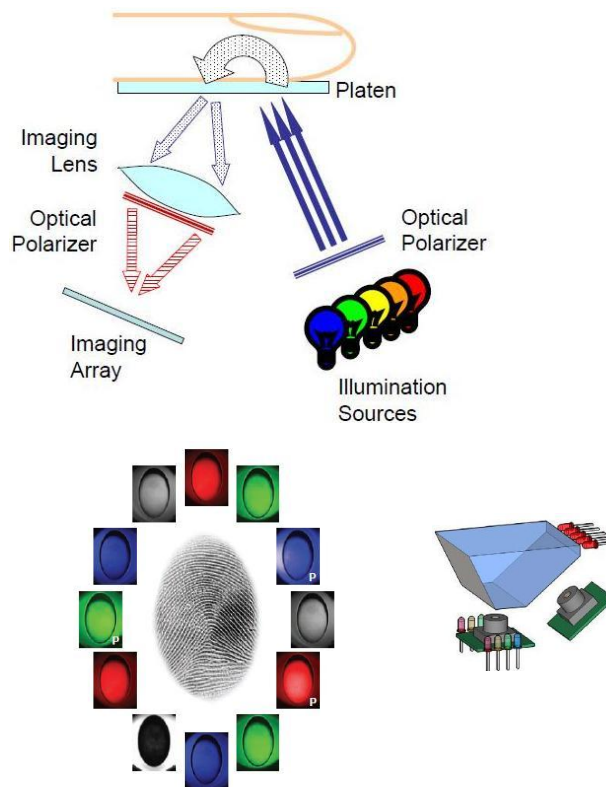 Platen
Imaging
Lens
Optical
Polarizer
Optical
Polarizer
Imaging
Array
Illumination
Sources
P
P
P